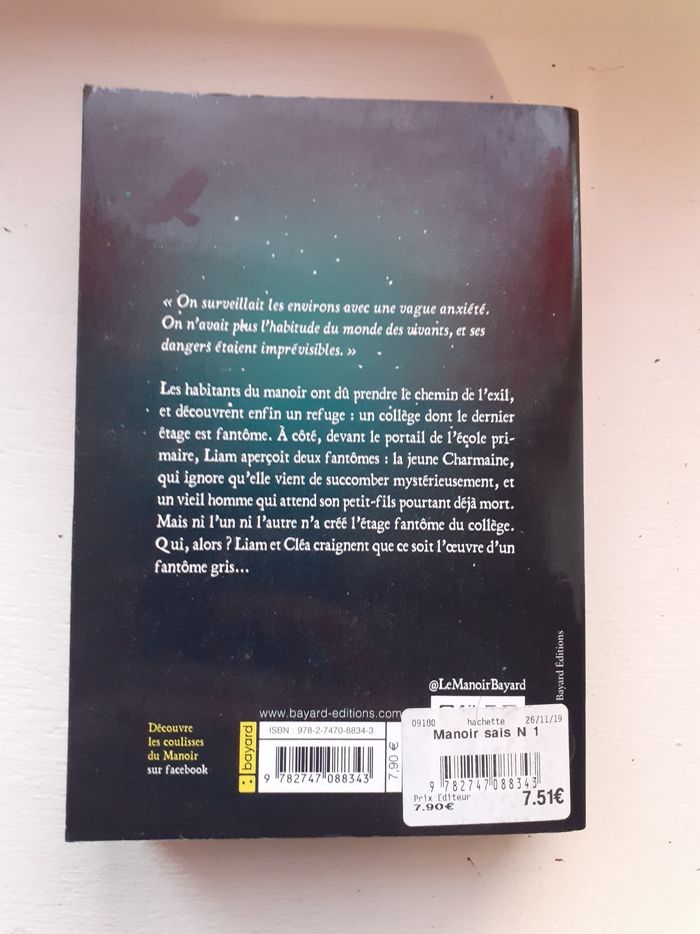 « On surveillait les environs avec une vague anxiété.
On n'avait plus l'habitude du monde des vivants, et ses
dangers étaient imprévisibles. »
Les habitants du manoir ont dû prendre le chemin de l'exil,
et découvrent enfin un refuge : un collège dont le dernier
étage est fantôme. À côté, devant le portail de l'école pri-
maire, Liam aperçoit deux fantômes : la jeune Charmaine,
qui ignore qu'elle vient de succomber mystérieusement, et
un vieil homme qui attend son petit-fils pourtant déjà mort.
Mais ni l'un ni l'autre n'a créé l'étage fantôme du collège.
Qui, alors ? Liam et Cléa craignent que ce soit l'œuvre d'un
fantôme gris...
Bayard Éditions
@LeManoirBayard
www.bayard-editions.com
Découvre
les coulisses
du Manoir
sur facebook
bayard
ISBN : 978-2-7470-8834-3
9 782747 088343
7,90 €
09180 hachette 26/11/19
Manoir sais N 1
9 782747 088343
Prix Editeur
7.90€
7.51€